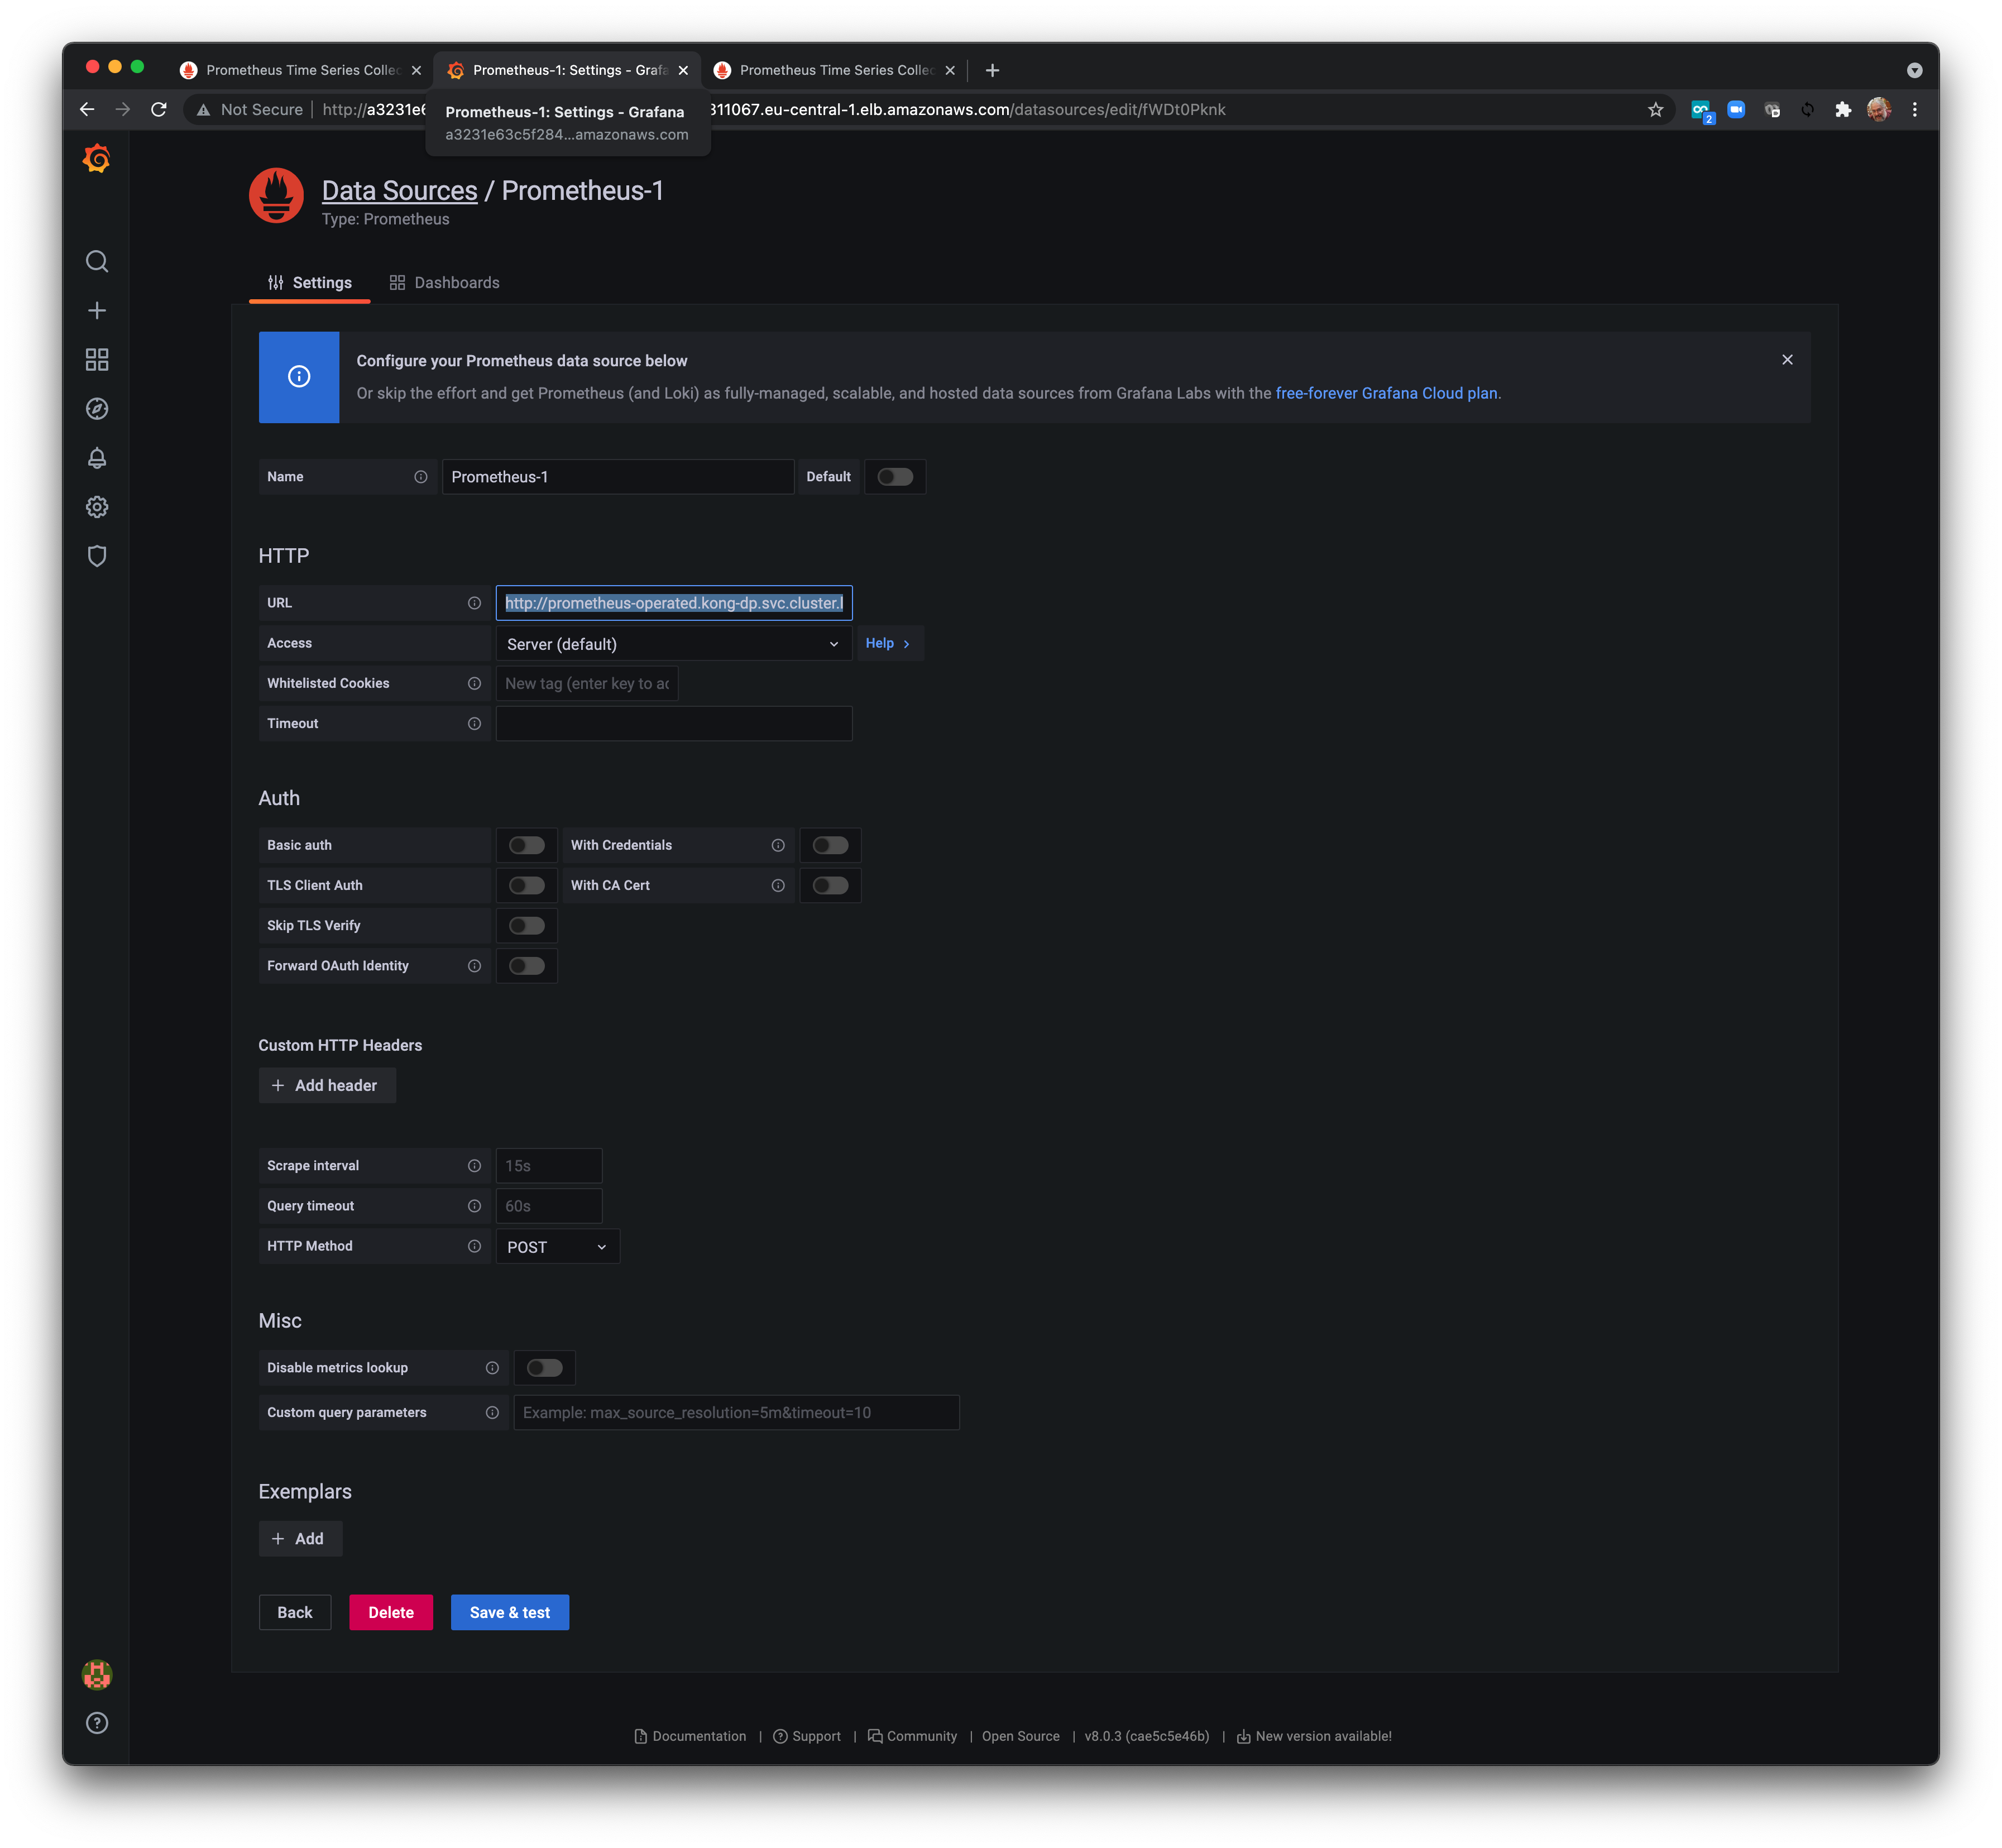 Prometheus Time Series Collec
Prometheus-1: Settings - Grafa
Prometheus Time Series Collec
Not Secure | http://a3231e6 311067.eu-central-1.elb.amazonaws.com/datasources/edit/fWDt0Pknk
2
Prometheus-1: Settings - Grafana
a3231e63c5f284...amazonaws.com
Data Sources / Prometheus-1
Type: Prometheus
Settings
Dashboards
Configure your Prometheus data source below
Or skip the effort and get Prometheus (and Loki) as fully-managed, scalable, and hosted data sources from Grafana Labs with the free-forever Grafana Cloud plan.
Name Prometheus-1 Default
HTTP
URL http://prometheus-operated.kong-dp.svc.cluster.l
Access Server (default) Help
Whitelisted Cookies New tag (enter key to ac
Timeout
Auth
Basic auth With Credentials
TLS Client Auth With CA Cert
Skip TLS Verify
Forward OAuth Identity
Custom HTTP Headers
+ Add header
Scrape interval 15s
Query timeout 60s
HTTP Method POST
Misc
Disable metrics lookup
Custom query parameters Example: max_source_resolution=5m&timeout=10
Exemplars
+ Add
Back Delete Save & test
Documentation | Support | Community | Open Source | v8.0.3 (cae5c5e46b) | New version available!